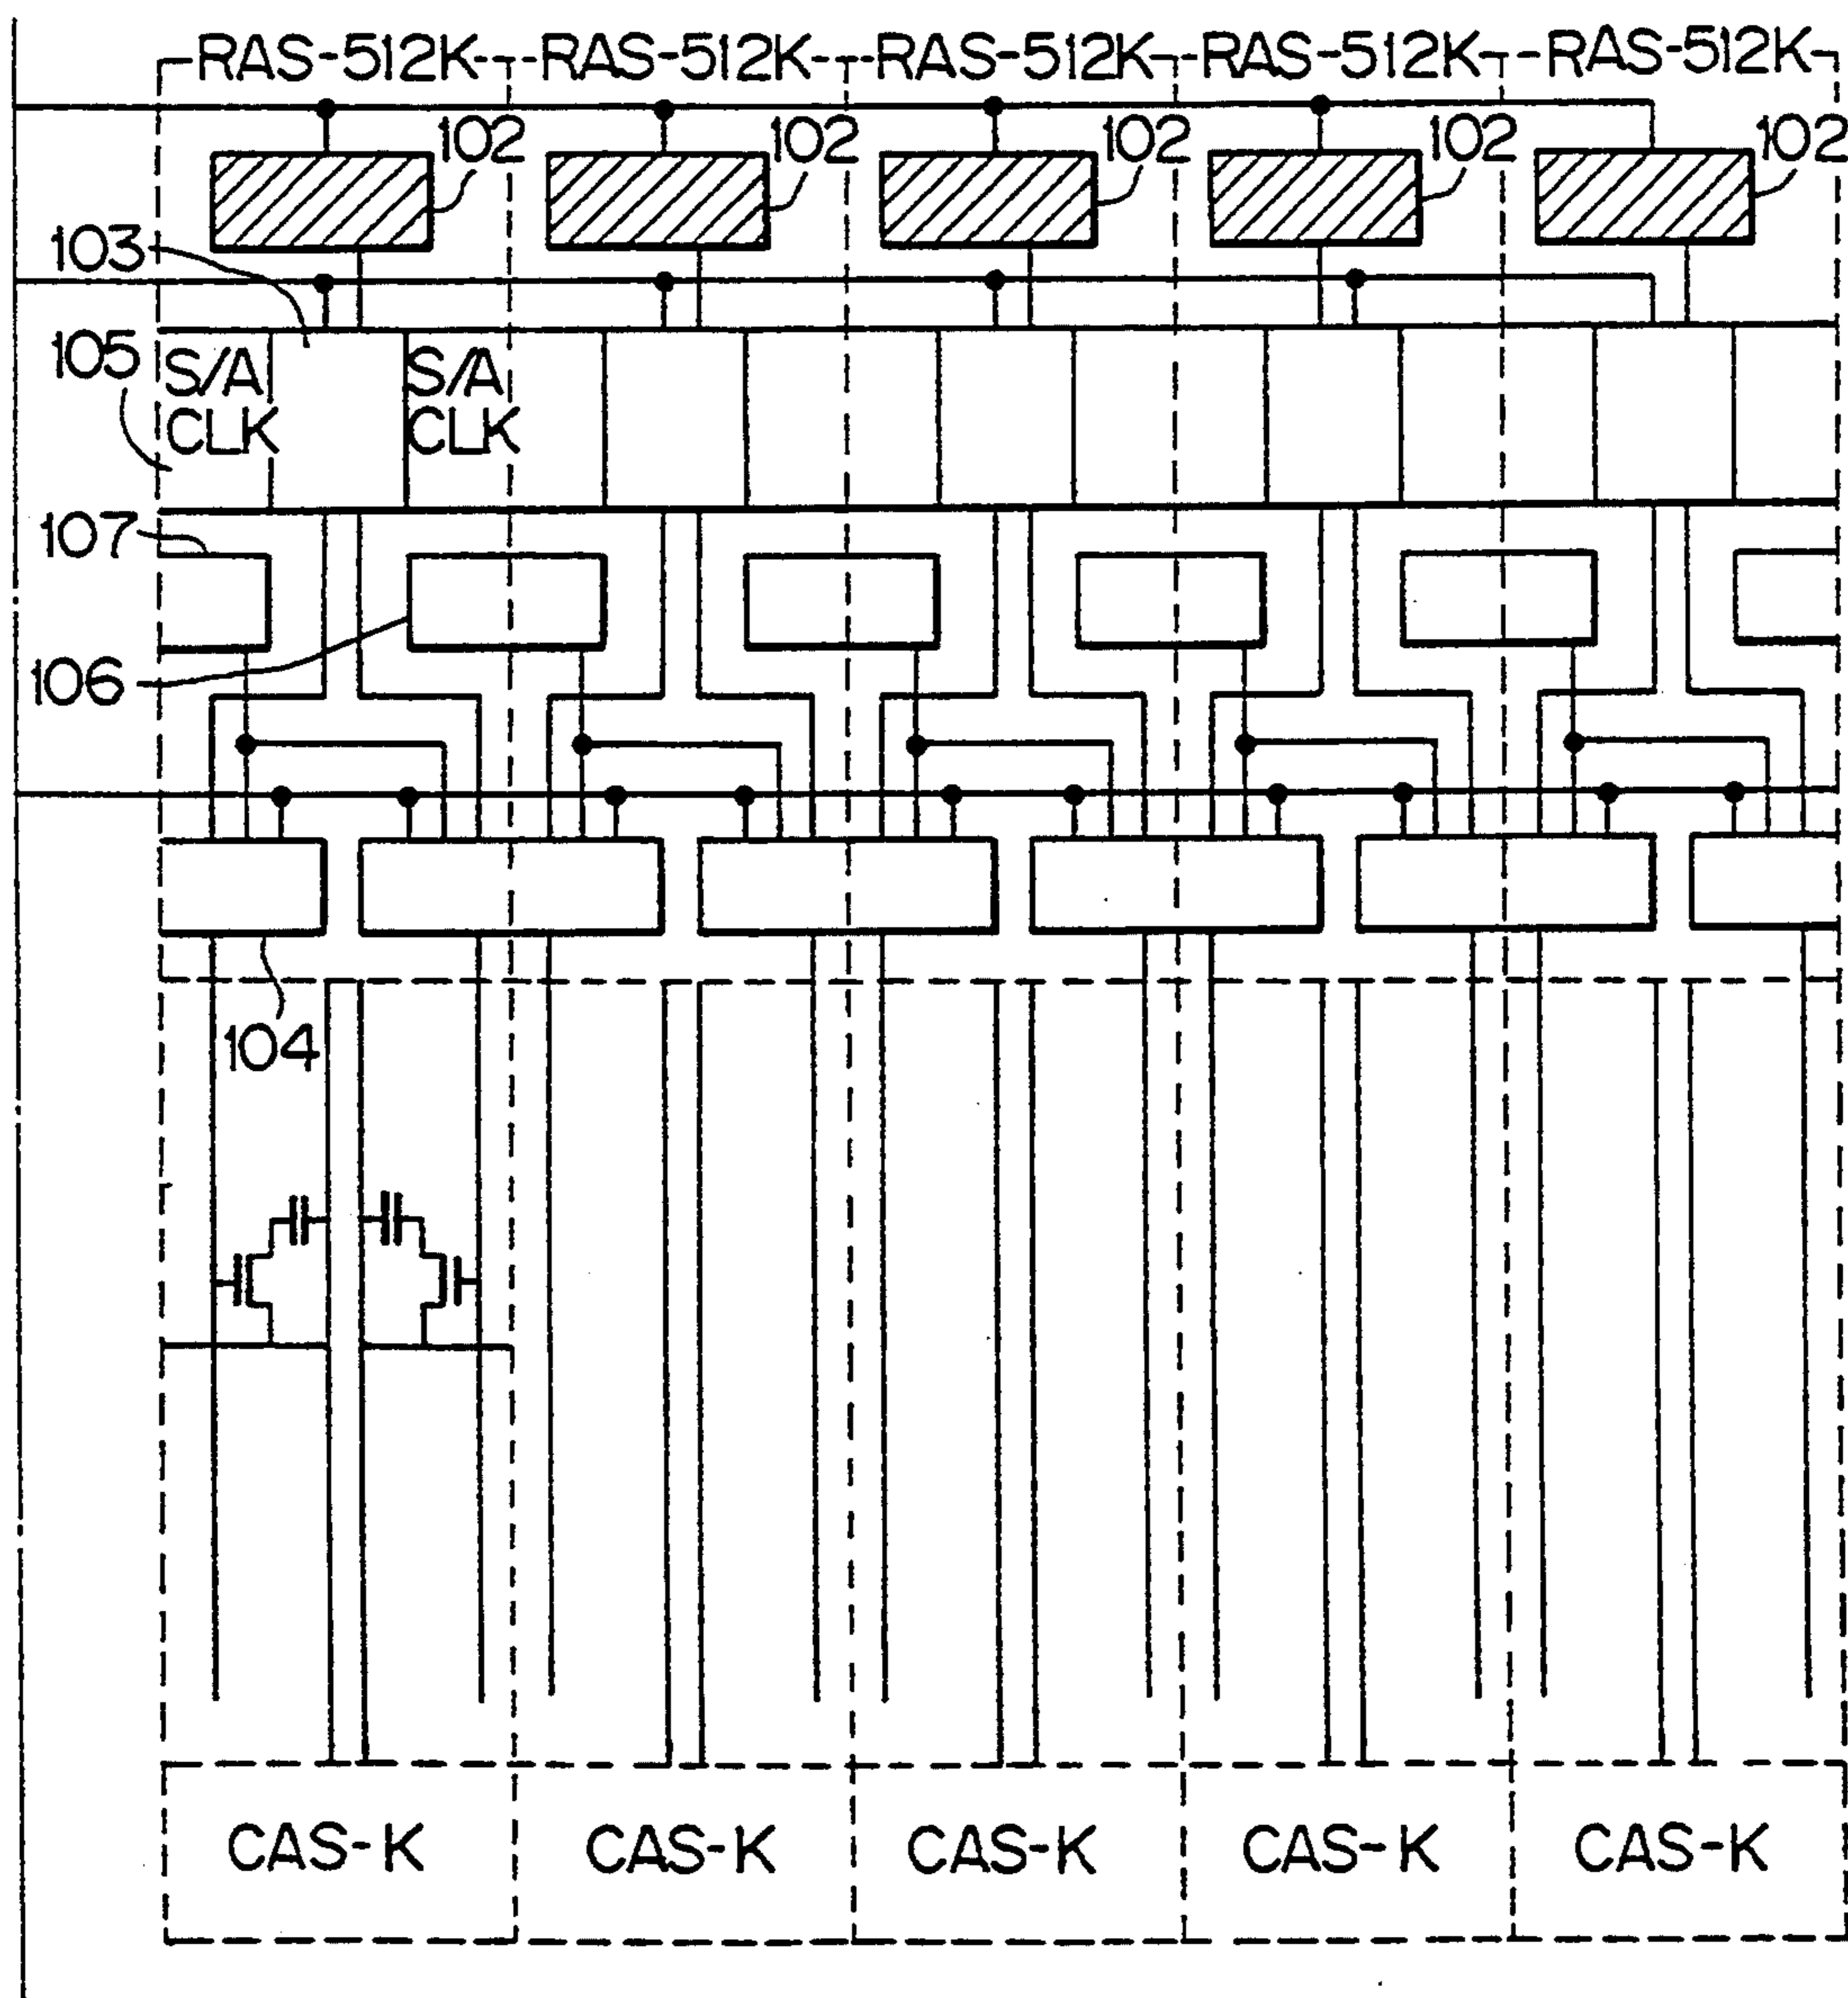 RAS-512K RAS-512K RAS-512K RAS-512K RAS-512K
102 102 102 102 102
103
105
S/A CLK
S/A CLK
107
106
104
CAS-K CAS-K CAS-K CAS-K CAS-K